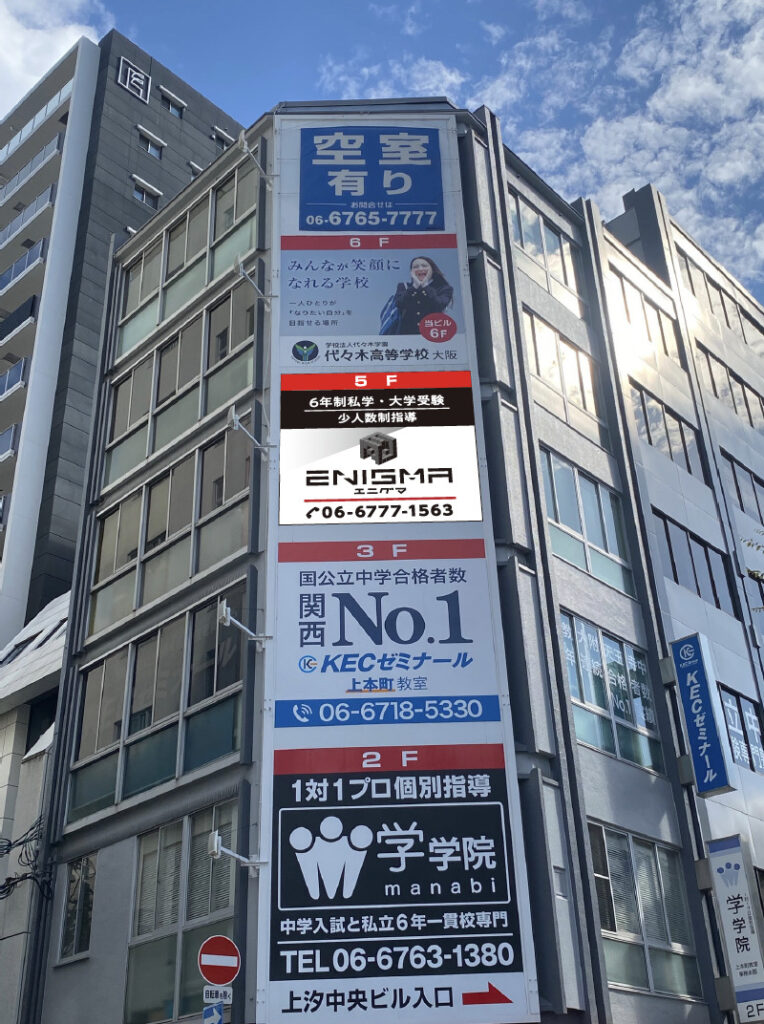 空室
有り
お問合せは
06-6765-7777
6F
みんなが笑顔に
なれる学校
一人ひとりが
「なりたい自分」を
目指せる場所
当ビル
6F
学校法人代々木学園
代々木高等学校 大阪
5F
6年制私学・大学受験
少人数制指導
ENIGMA
エニグマ
06-6777-1563
3F
国公立中学合格者数
関西 No.1
KECゼミナール
上本町教室
06-6718-5330
2F
1対1プロ個別指導
学学院
manabi
中学入試と私立6年一貫校専門
TEL 06-6763-1380
上汐中央ビル入口
KECゼミナール
学学院
2F
自転車を除く